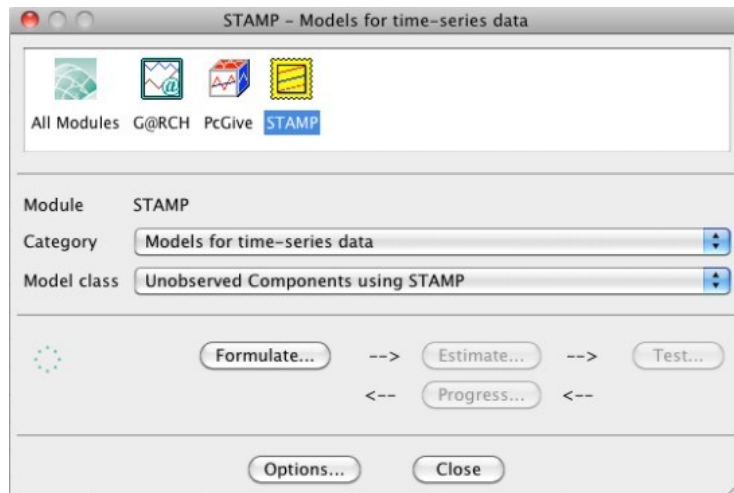 STAMP – Models for time-series data
All Modules G@RCH PcGive STAMP
Module STAMP
Category Models for time-series data
Model class Unobserved Components using STAMP
Formulate... --> Estimate... --> Test...
<-- Progress... <--
Options... Close